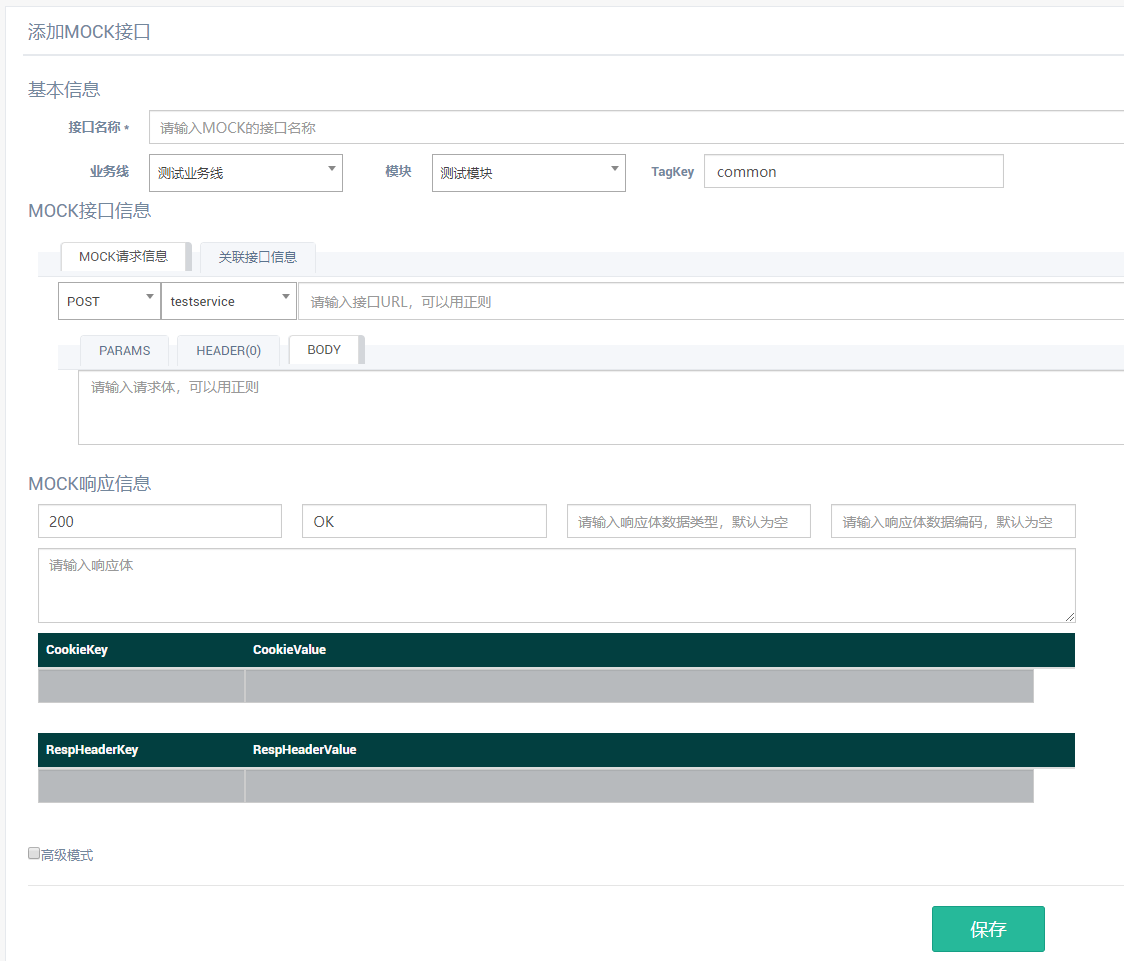 添加MOCK接口
基本信息
接口名称 * 请输入MOCK的接口名称
业务线 测试业务线 模块 测试模块 TagKey common
MOCK接口信息
MOCK请求信息 关联接口信息
POST testservice 请输入接口URL，可以用正则
PARAMS HEADER(0) BODY
请输入请求体，可以用正则
MOCK响应信息
200 OK 请输入响应体数据类型，默认为空 请输入响应体数据编码，默认为空
请输入响应体
CookieKey CookieValue
RespHeaderKey RespHeaderValue
高级模式
保存